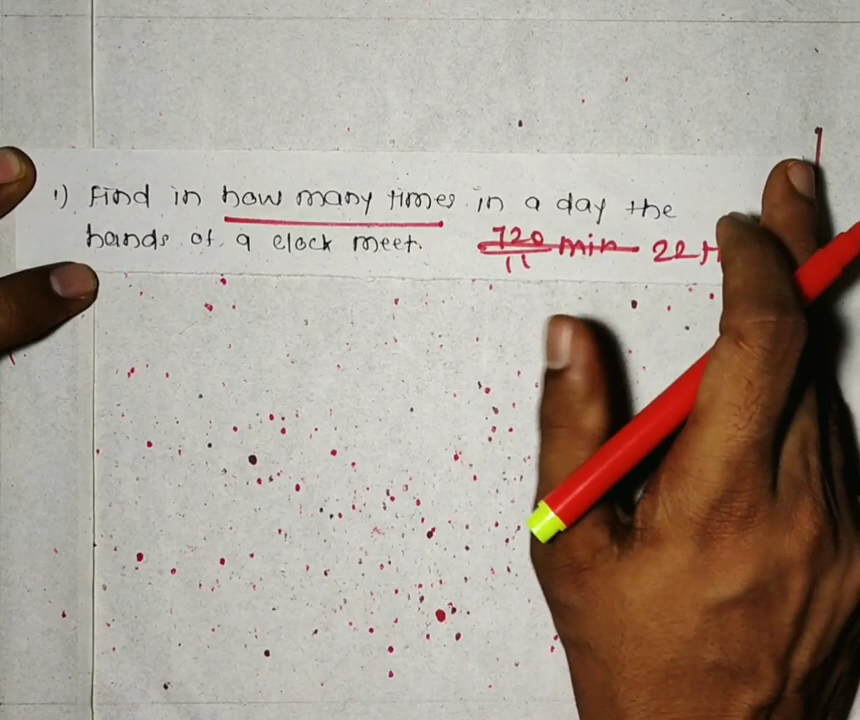 1) Find in how many times in a day the
hands of a clock meet. 720/11 min 22